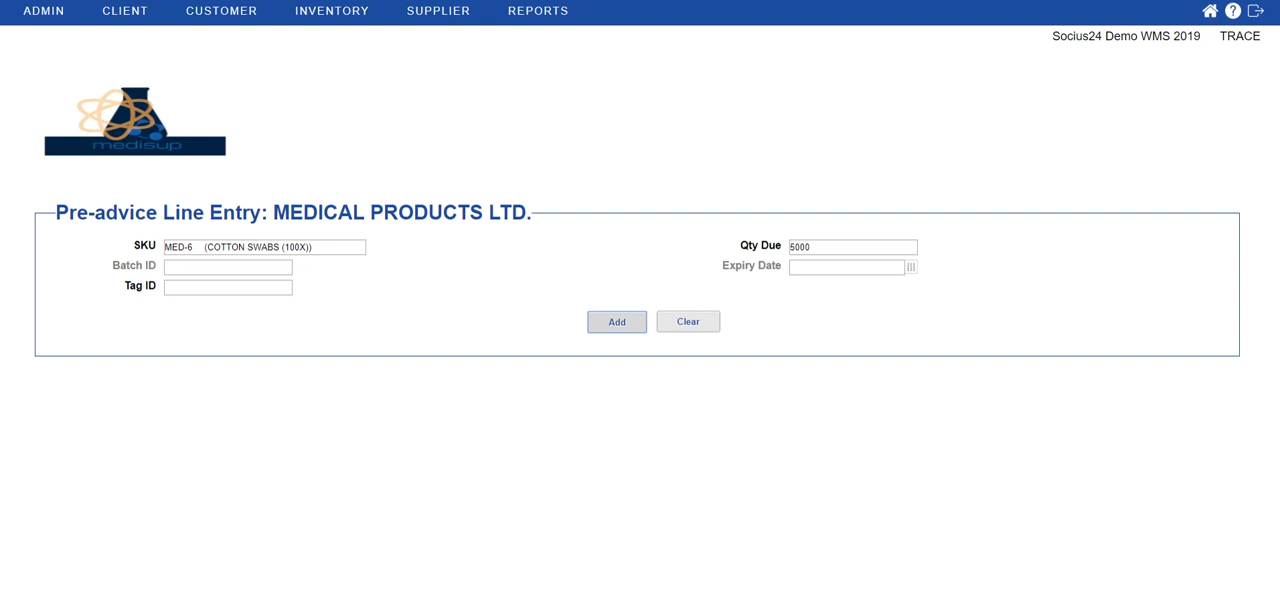 ADMIN CLIENT CUSTOMER INVENTORY SUPPLIER REPORTS
?
Socius24 Demo WMS 2019 TRACE
medisup
Pre-advice Line Entry: MEDICAL PRODUCTS LTD.
SKU MED-6 (COTTON SWABS (100X)) Qty Due 5000
Batch ID Expiry Date
Tag ID
Add Clear